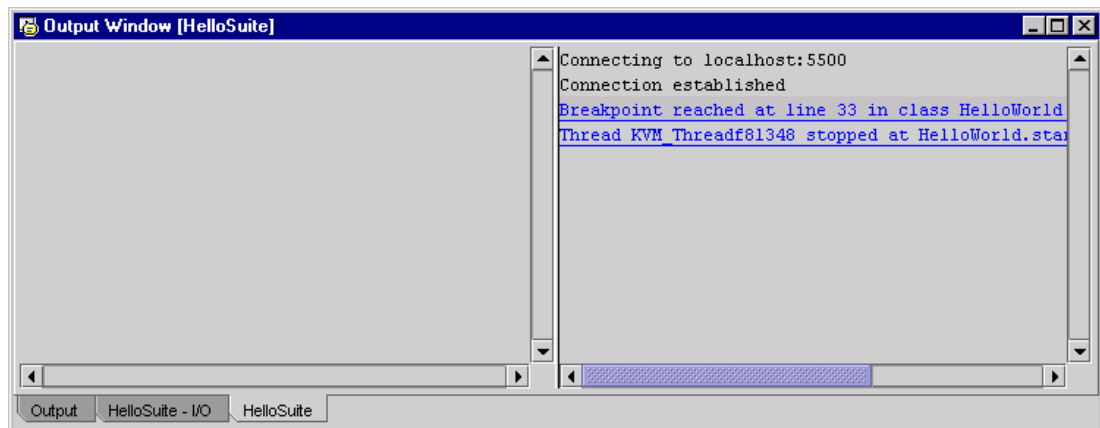 Output Window [HelloSuite]
Connecting to localhost:5500
Connection established
Breakpoint reached at line 33 in class HelloWorld
Thread KVM_Threadf81348 stopped at HelloWorld.star
Output
HelloSuite - I/O
HelloSuite